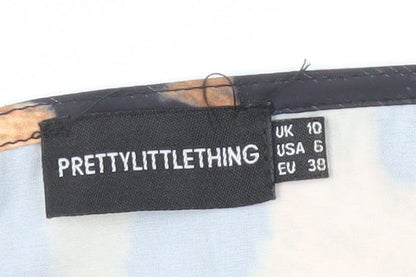 PRETTYLITTLETHING
UK 10
USA 6
EU 38